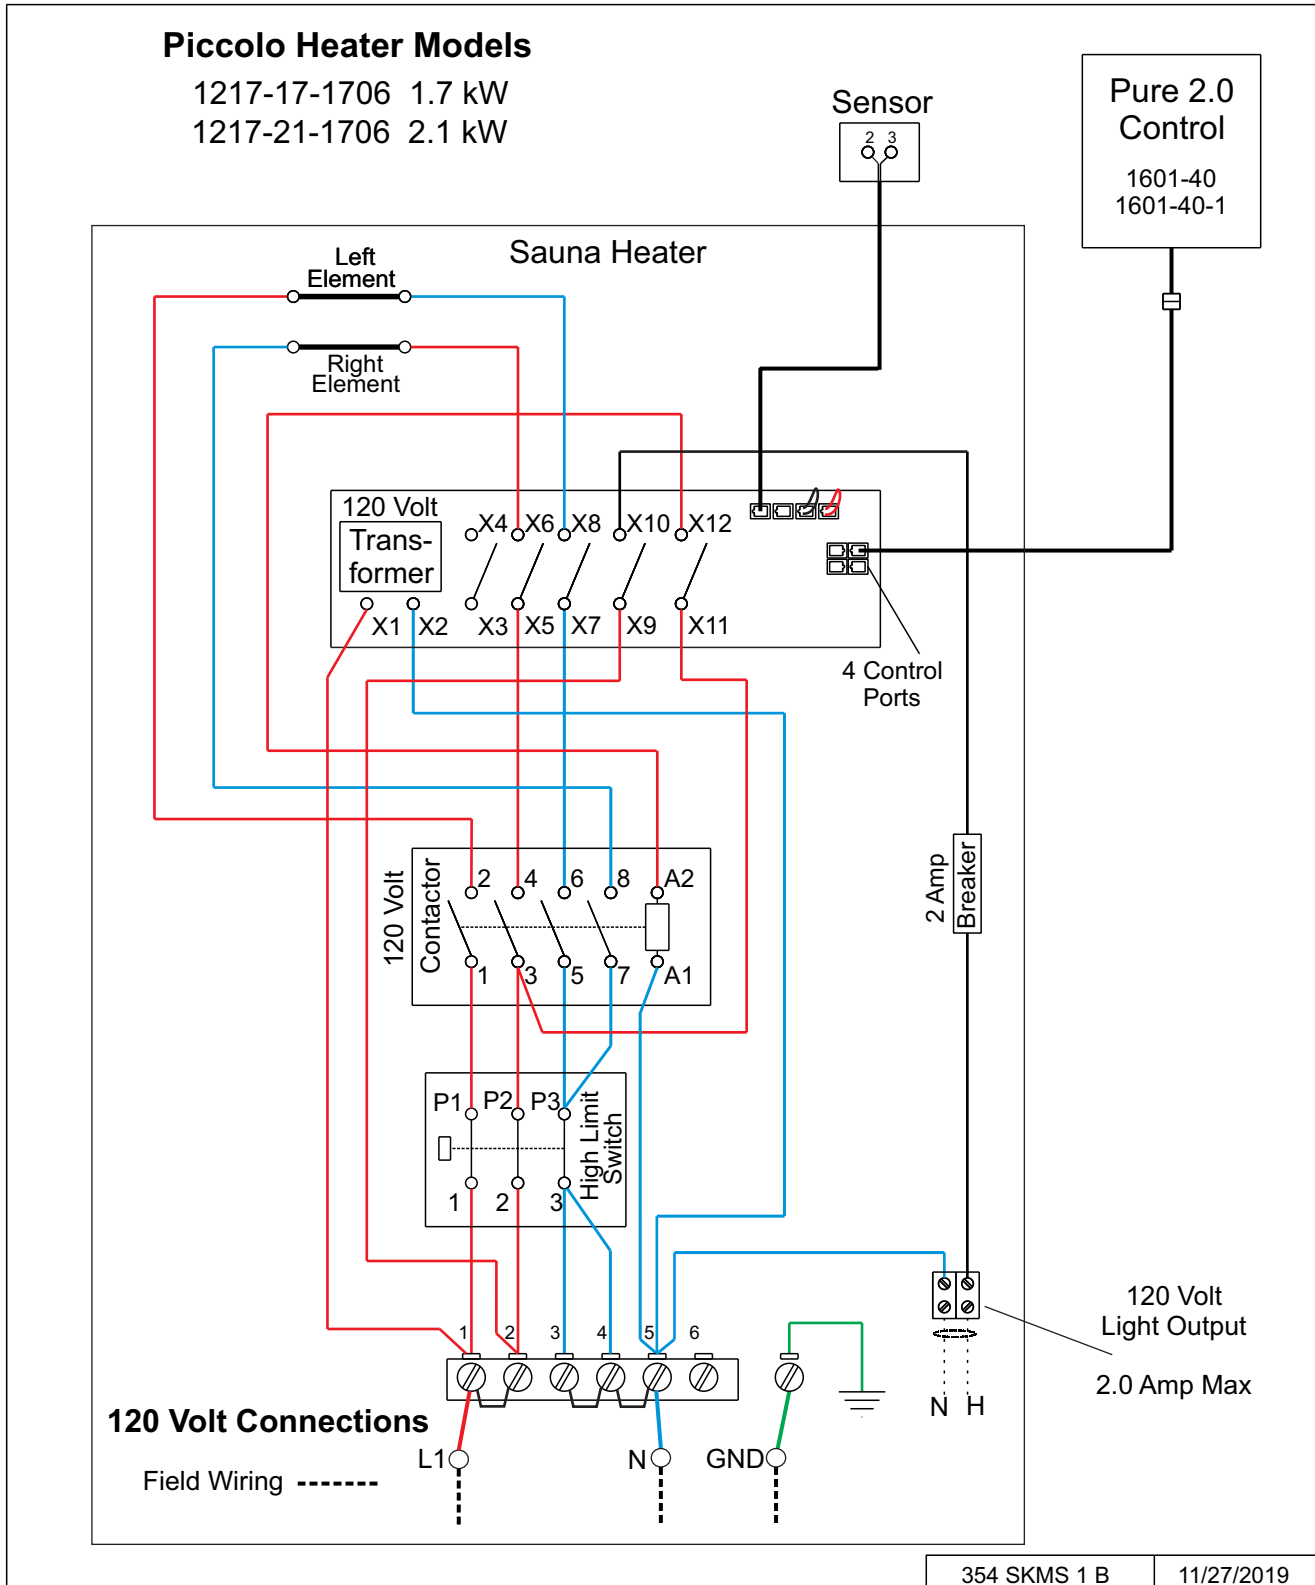 Piccolo Heater Models
1217-17-1706 1.7 kW
1217-21-1706 2.1 kW
Sensor
2 3
Pure 2.0
Control
1601-40
1601-40-1
Sauna Heater
Left
Element
Right
Element
120 Volt
Trans-
former
X4 X6 X8 X10 X12
X1 X2 X3 X5 X7 X9 X11
4 Control
Ports
120 Volt
Contactor
2 4 6 8 A2
1 3 5 7 A1
2 Amp
Breaker
P1 P2 P3
High Limit
Switch
1 2 3
1 2 3 4 5 6
120 Volt
Light Output
2.0 Amp Max
N H
120 Volt Connections
L1 N GND
Field Wiring
354 SKMS 1 B 11/27/2019